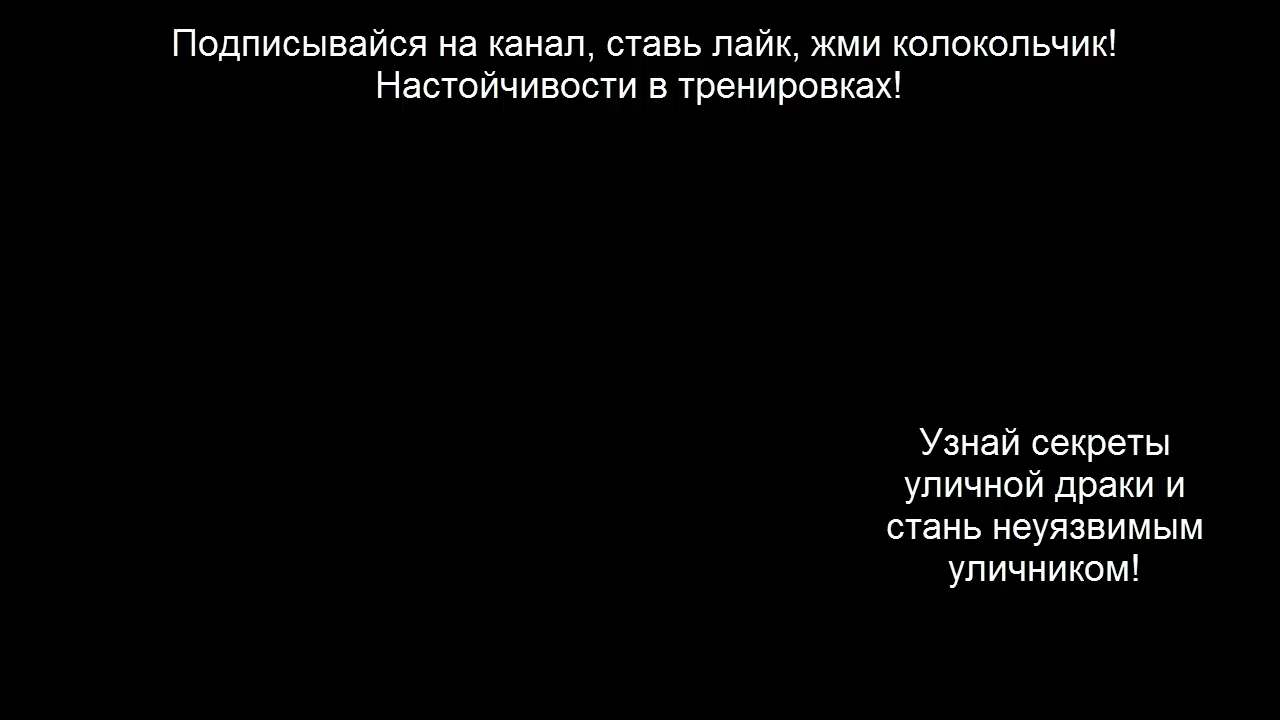 Подписывайся на канал, ставь лайк, жми колокольчик!
Настойчивости в тренировках!
Узнай секреты
уличной драки и
стань неуязвимым
уличником!